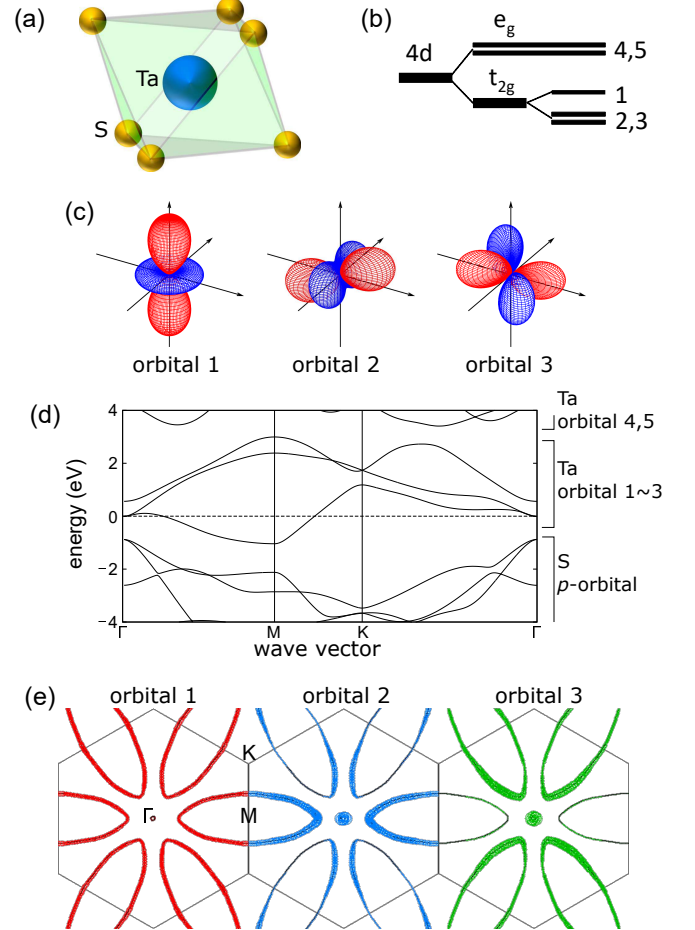 (a)
Ta
S
(b)
4d
e_g
4,5
t_2g
1
2,3
(c)
orbital 1 orbital 2 orbital 3
(d)
energy (eV)
4
2
0
−2
−4
Γ M K Γ
wave vector
Ta
orbital 4,5
Ta
orbital 1~3
S
p-orbital
(e)
orbital 1 orbital 2 orbital 3
K
Γ M